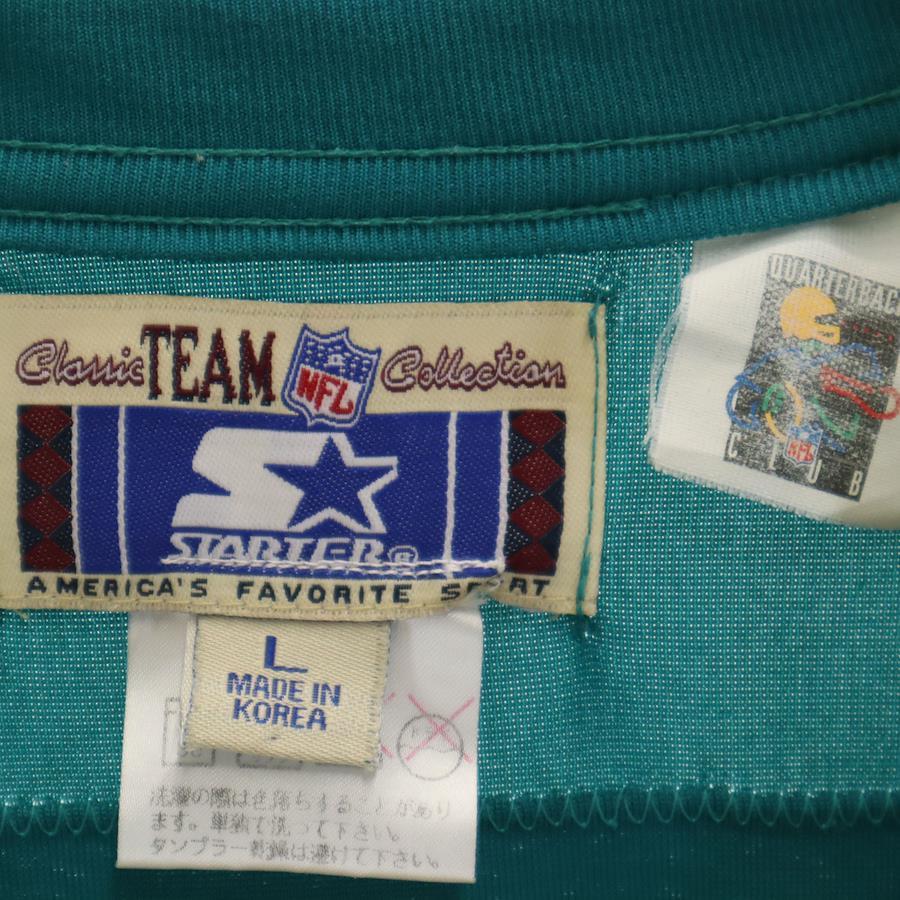 Classic TEAM NFL Collection
STARTER®
AMERICA'S FAVORITE SPORT
L
MADE IN
KOREA
洗濯の際は色落ちすることがあり
ます。単独で洗って下さい。
タンブラー乾燥は避けて下さい。
QUARTERBACK
NFL
CLUB